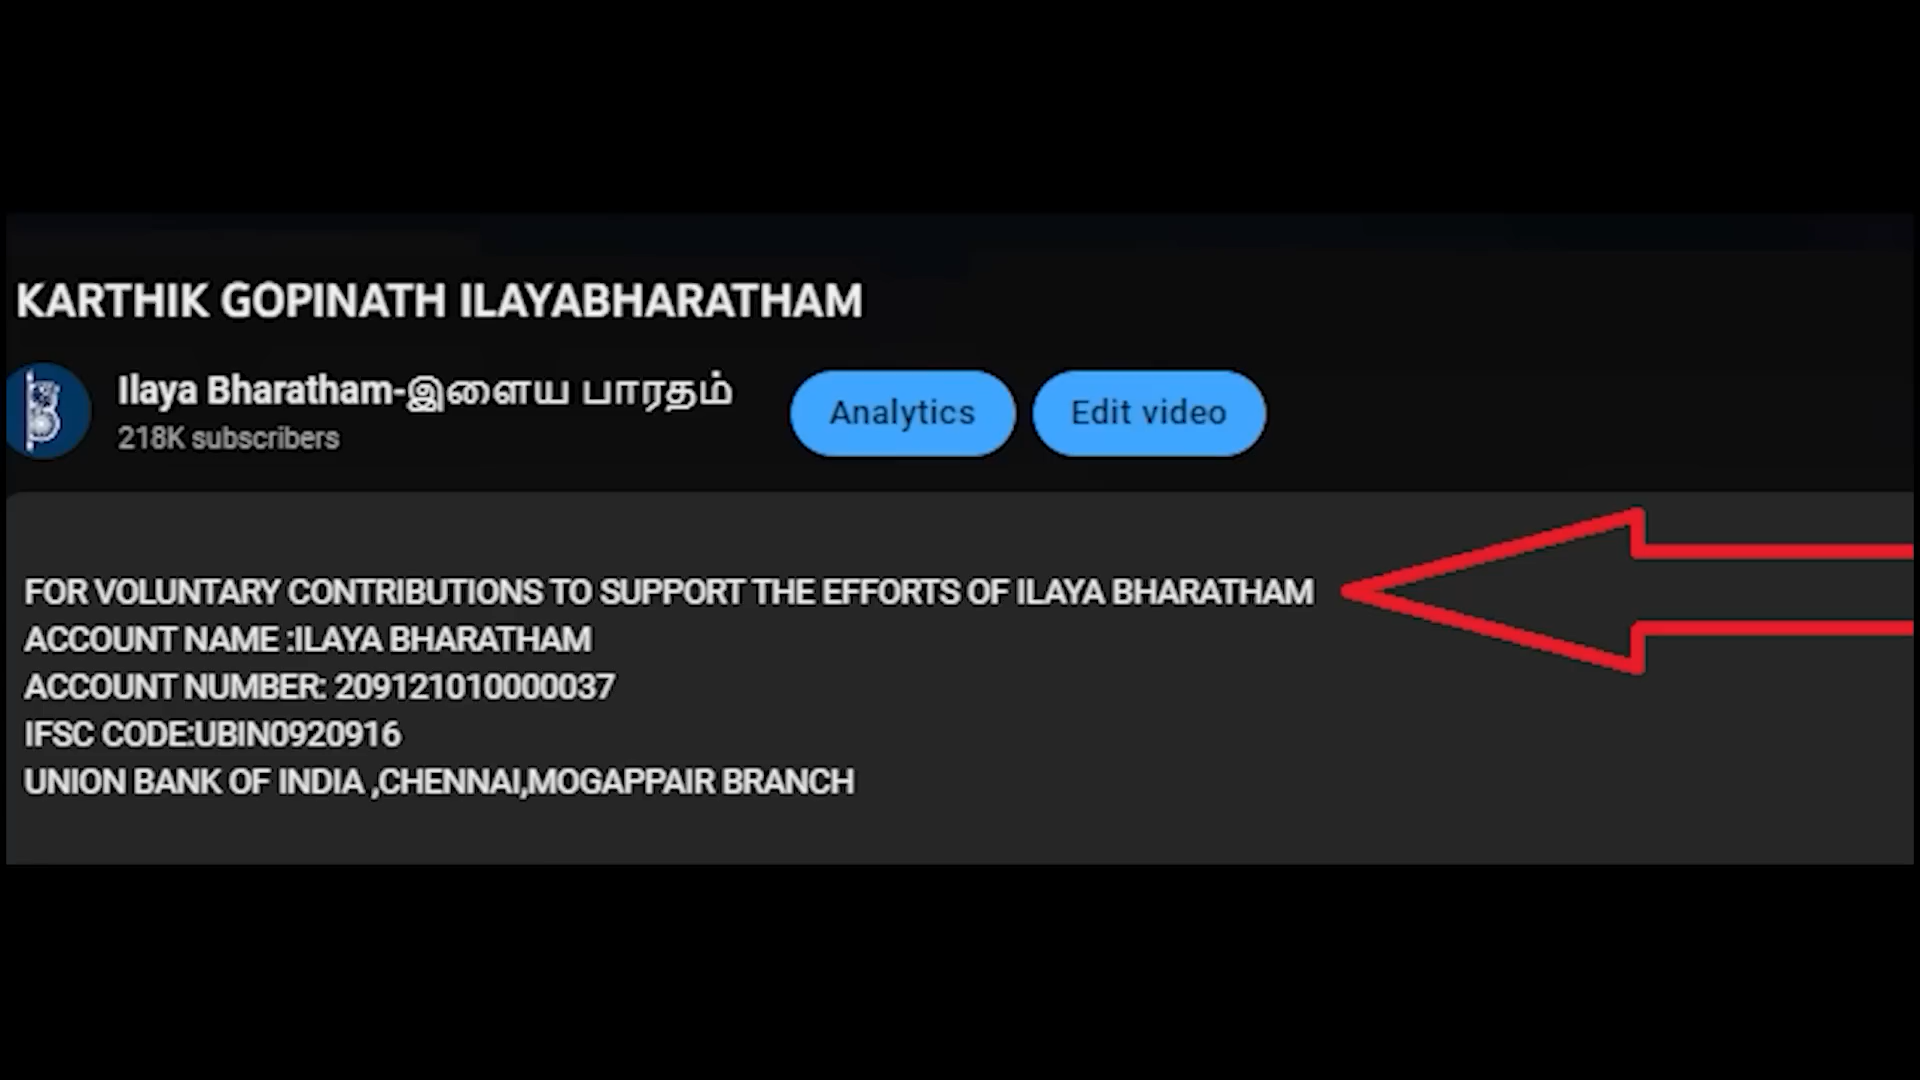 KARTHIK GOPINATH ILAYABHARATHAM
Ilaya Bharatham-இளைய பாரதம்
218K subscribers
Analytics
Edit video
FOR VOLUNTARY CONTRIBUTIONS TO SUPPORT THE EFFORTS OF ILAYA BHARATHAM
ACCOUNT NAME :ILAYA BHARATHAM
ACCOUNT NUMBER: 209121010000037
IFSC CODE:UBIN0920916
UNION BANK OF INDIA ,CHENNAI,MOGAPPAIR BRANCH